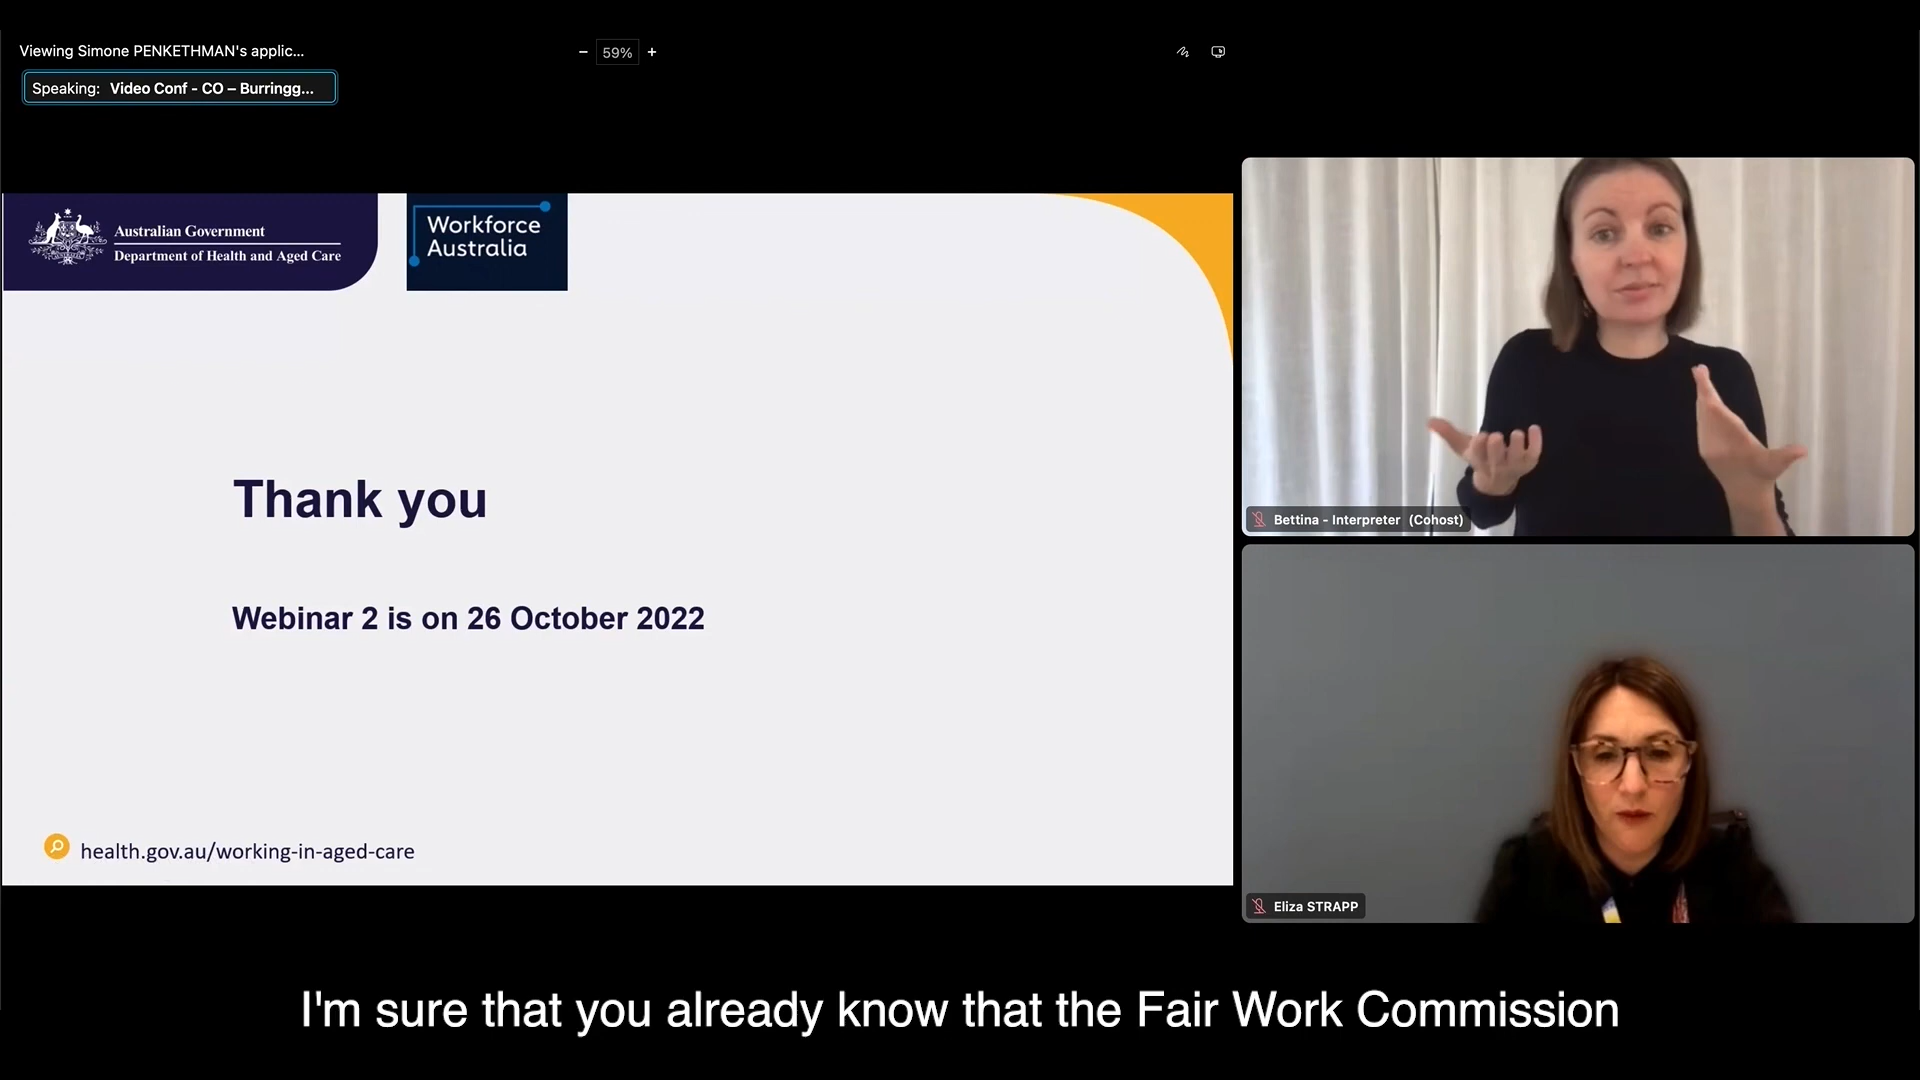 Viewing Simone PENKETHMAN's applic...
59%
Speaking: Video Conf - CO – Burringg...
Australian Government
Department of Health and Aged Care
Workforce
Australia
Thank you
Webinar 2 is on 26 October 2022
health.gov.au/working-in-aged-care
Bettina - Interpreter (Cohost)
Eliza STRAPP
I'm sure that you already know that the Fair Work Commission